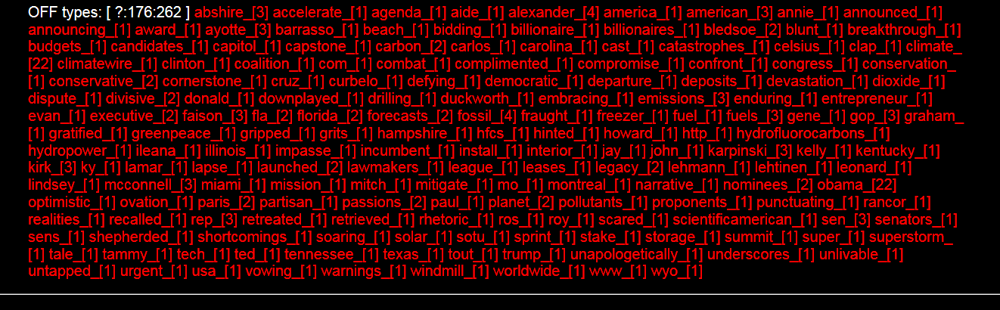 OFF types: [ ?:176:262 ] abshire_[3] accelerate_[1] agenda_[1] aide_[1] alexander_[4] america_[1] american_[3] annie_[1] announced_[1]
announcing_[1] award_[1] ayotte_[3] barrasso_[1] beach_[1] bidding_[1] billionaire_[1] billionaires_[1] bledsoe_[2] blunt_[1] breakthrough_[1]
budgets_[1] candidates_[1] capitol_[1] capstone_[1] carbon_[2] carlos_[1] carolina_[1] cast_[1] catastrophes_[1] celsius_[1] clap_[1] climate_
[22] climatewire_[1] clinton_[1] coalition_[1] com_[1] combat_[1] complimented_[1] compromise_[1] confront_[1] congress_[1] conservation_
[1] conservative_[2] cornerstone_[1] cruz_[1] curbelo_[1] defying_[1] democratic_[1] departure_[1] deposits_[1] devastation_[1] dioxide_[1]
dispute_[1] divisive_[2] donald_[1] downplayed_[1] drilling_[1] duckworth_[1] embracing_[1] emissions_[3] enduring_[1] entrepreneur_[1]
evan_[1] executive_[2] faison_[3] fla_[2] florida_[2] forecasts_[2] fossil_[4] fraught_[1] freezer_[1] fuel_[1] fuels_[3] gene_[1] gop_[3] graham_
[1] gratified_[1] greenpeace_[1] gripped_[1] grits_[1] hampshire_[1] hfcs_[1] hinted_[1] howard_[1] http_[1] hydrofluorocarbons_[1]
hydropower_[1] ileana_[1] illinois_[1] impasse_[1] incumbent_[1] install_[1] interior_[1] jay_[1] john_[1] karpinski_[3] kelly_[1] kentucky_[1]
kirk_[3] ky_[1] lamar_[1] lapse_[1] launched_[2] lawmakers_[1] league_[1] leases_[1] legacy_[2] lehmann_[1] lehtinen_[1] leonard_[1]
lindsey_[1] mcconnell_[3] miami_[1] mission_[1] mitch_[1] mitigate_[1] mo_[1] montreal_[1] narrative_[1] nominees_[2] obama_[22]
optimistic_[1] ovation_[1] paris_[2] partisan_[1] passions_[2] paul_[1] planet_[2] pollutants_[1] proponents_[1] punctuating_[1] rancor_[1]
realities_[1] recalled_[1] rep_[3] retreated_[1] retrieved_[1] rhetoric_[1] ros_[1] roy_[1] scared_[1] scientificamerican_[1] sen_[3] senators_[1]
sens_[1] shepherded_[1] shortcomings_[1] soaring_[1] solar_[1] sotu_[1] sprint_[1] stake_[1] storage_[1] summit_[1] super_[1] superstorm_
[1] tale_[1] tammy_[1] tech_[1] ted_[1] tennessee_[1] texas_[1] tout_[1] trump_[1] unapologetically_[1] underscores_[1] unlivable_[1]
untapped_[1] urgent_[1] usa_[1] vowing_[1] warnings_[1] windmill_[1] worldwide_[1] www_[1] wyo_[1]